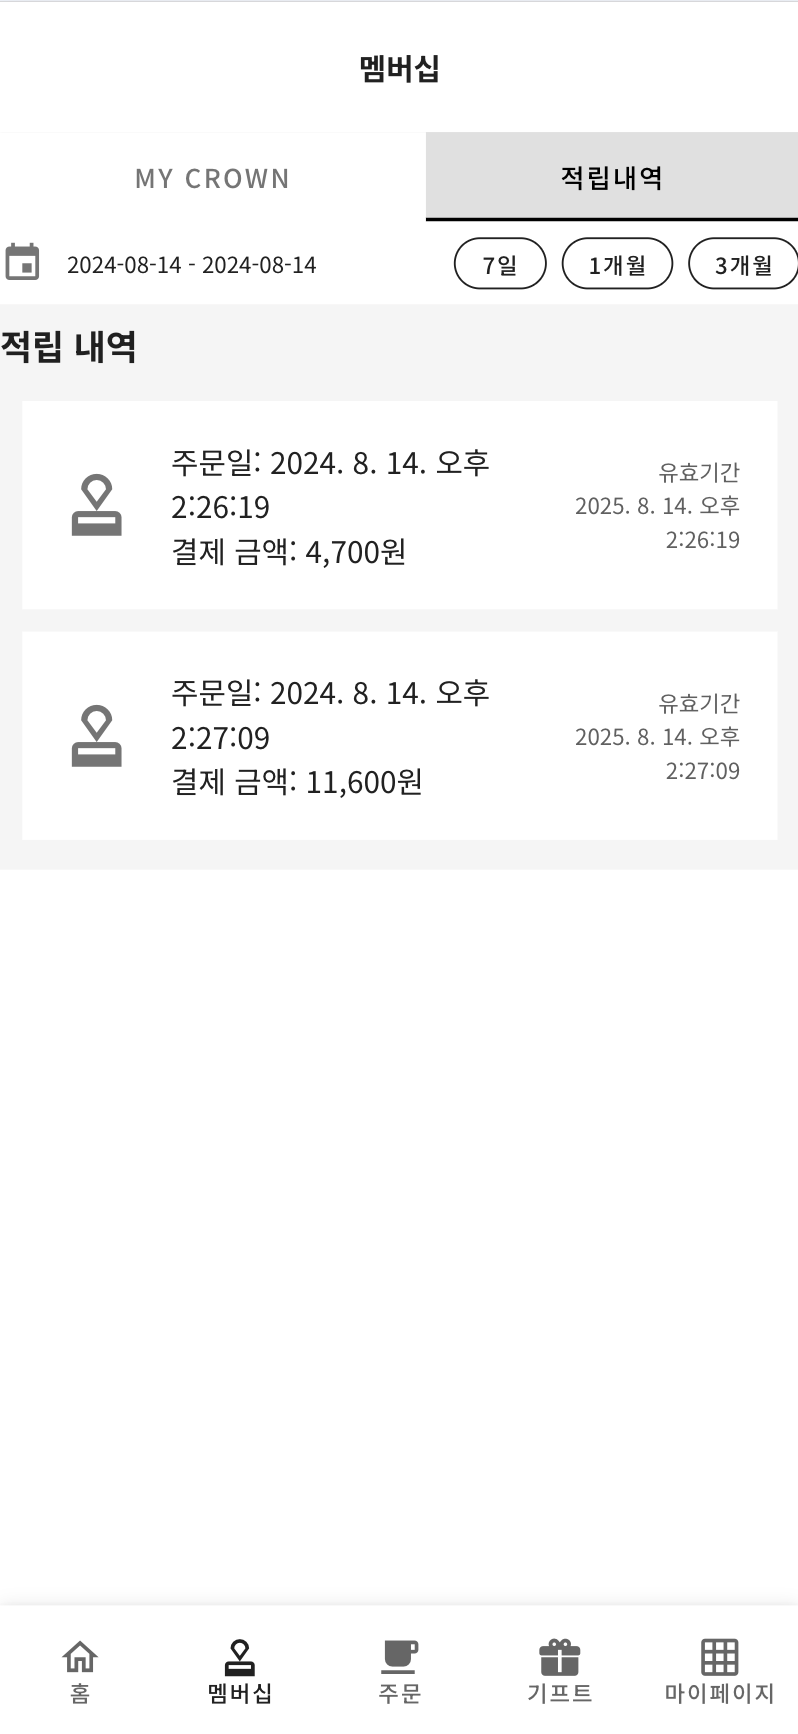 멤버십
MY CROWN
적립내역
2024-08-14 - 2024-08-14
7일
1개월
3개월
적립 내역
주문일: 2024. 8. 14. 오후
2:26:19
결제 금액: 4,700원
유효기간
2025. 8. 14. 오후
2:26:19
주문일: 2024. 8. 14. 오후
2:27:09
결제 금액: 11,600원
유효기간
2025. 8. 14. 오후
2:27:09
홈
멤버십
주문
기프트
마이페이지